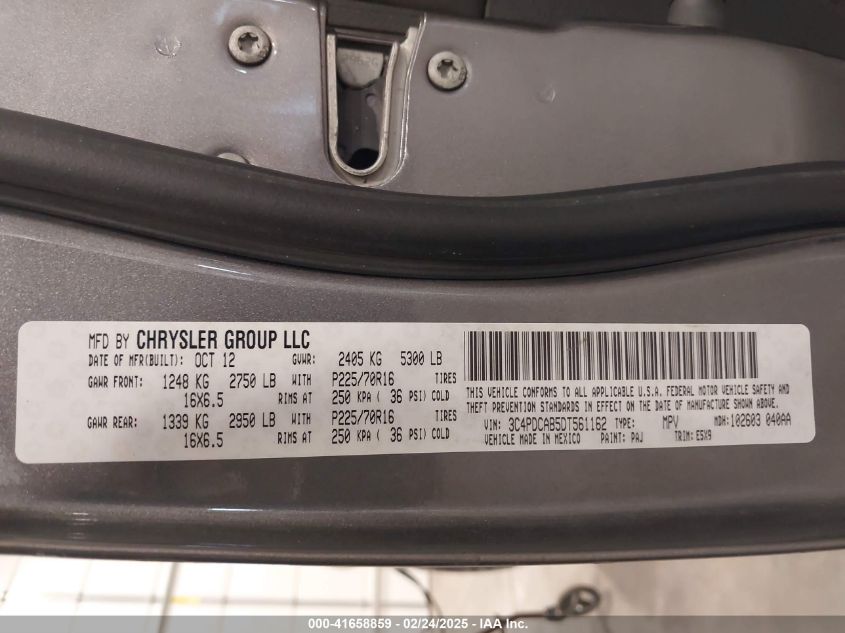 MFD BY CHRYSLER GROUP LLC
DATE OF MFR(BUILT): OCT 12 GVWR: 2405 KG 5300 LB
GAWR FRONT: 1248 KG 2750 LB WITH P225/70R16 TIRES
16X6.5 RIMS AT 250 KPA ( 36 PSI) COLD
GAWR REAR: 1339 KG 2950 LB WITH P225/70R16 TIRES
16X6.5 RIMS AT 250 KPA ( 36 PSI) COLD
THIS VEHICLE CONFORMS TO ALL APPLICABLE U.S.A. FEDERAL MOTOR VEHICLE SAFETY AND
THEFT PREVENTION STANDARDS IN EFFECT ON THE DATE OF MANUFACTURE SHOWN ABOVE.
VIN: 3C4PDCAB5DT561162 TYPE: MPV MDH: 102603 040AA
VEHICLE MADE IN MEXICO PAINT: PAJ TRIM: E5X9
000-41658859 / 02/24/2025 / IAAI.COM